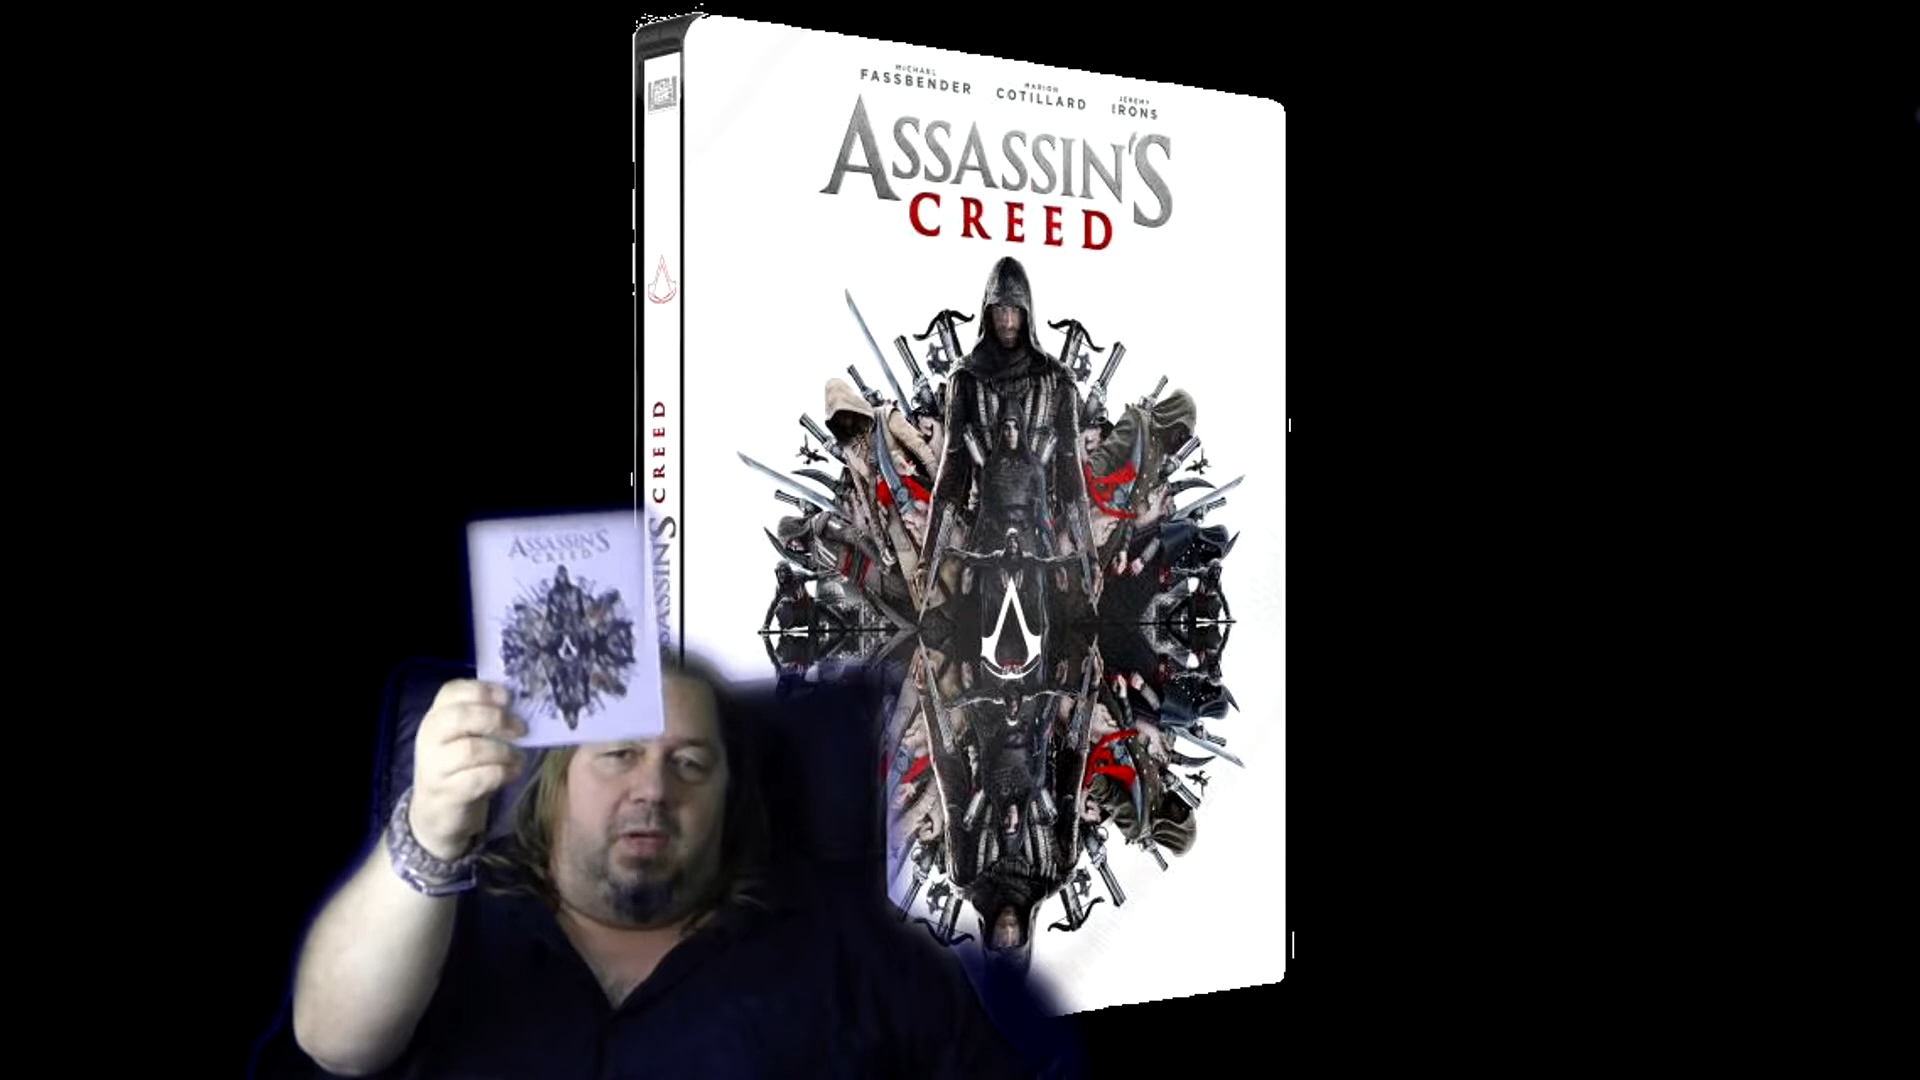 MICHAEL
FASSBENDER
MARION
COTILLARD
JEREMY
IRONS
ASSASSIN'S
CREED
ASSASSIN'S CREED
ASSASSIN'S
CREED